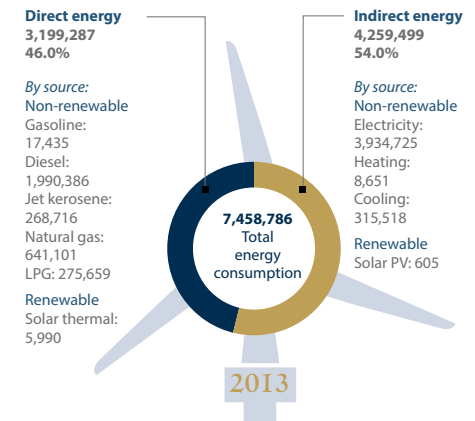 Direct energy
3,199,287
46.0%
By source:
Non-renewable
Gasoline:
17,435
Diesel:
1,990,386
Jet kerosene:
268,716
Natural gas:
641,101
LPG: 275,659
Renewable
Solar thermal:
5,990
7,458,786
Total
energy
consumption
2013
Indirect energy
4,259,499
54.0%
By source:
Non-renewable
Electricity:
3,934,725
Heating:
8,651
Cooling:
315,518
Renewable
Solar PV: 605